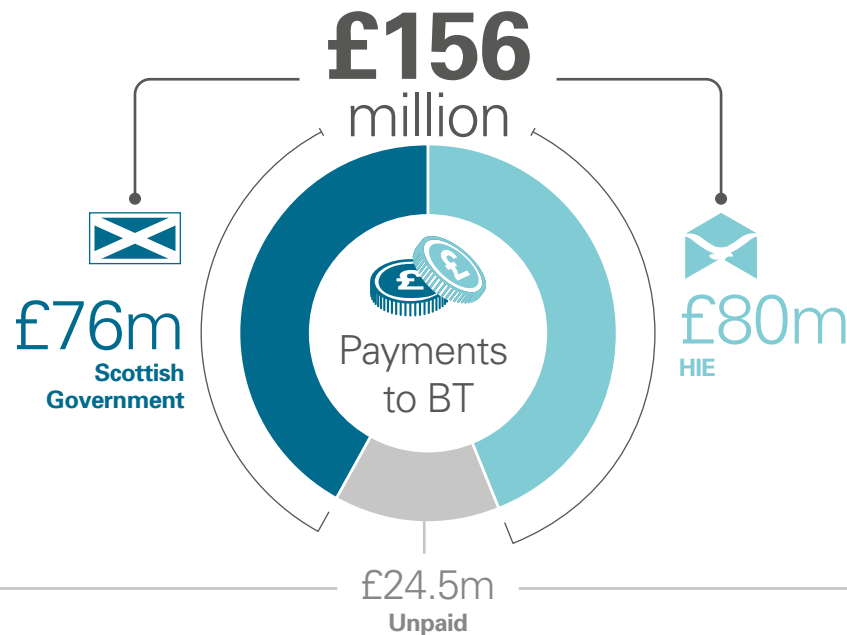 £156
million
£76m
Scottish
Government
£80m
HIE
£ £
Payments
to BT
£24.5m
Unpaid